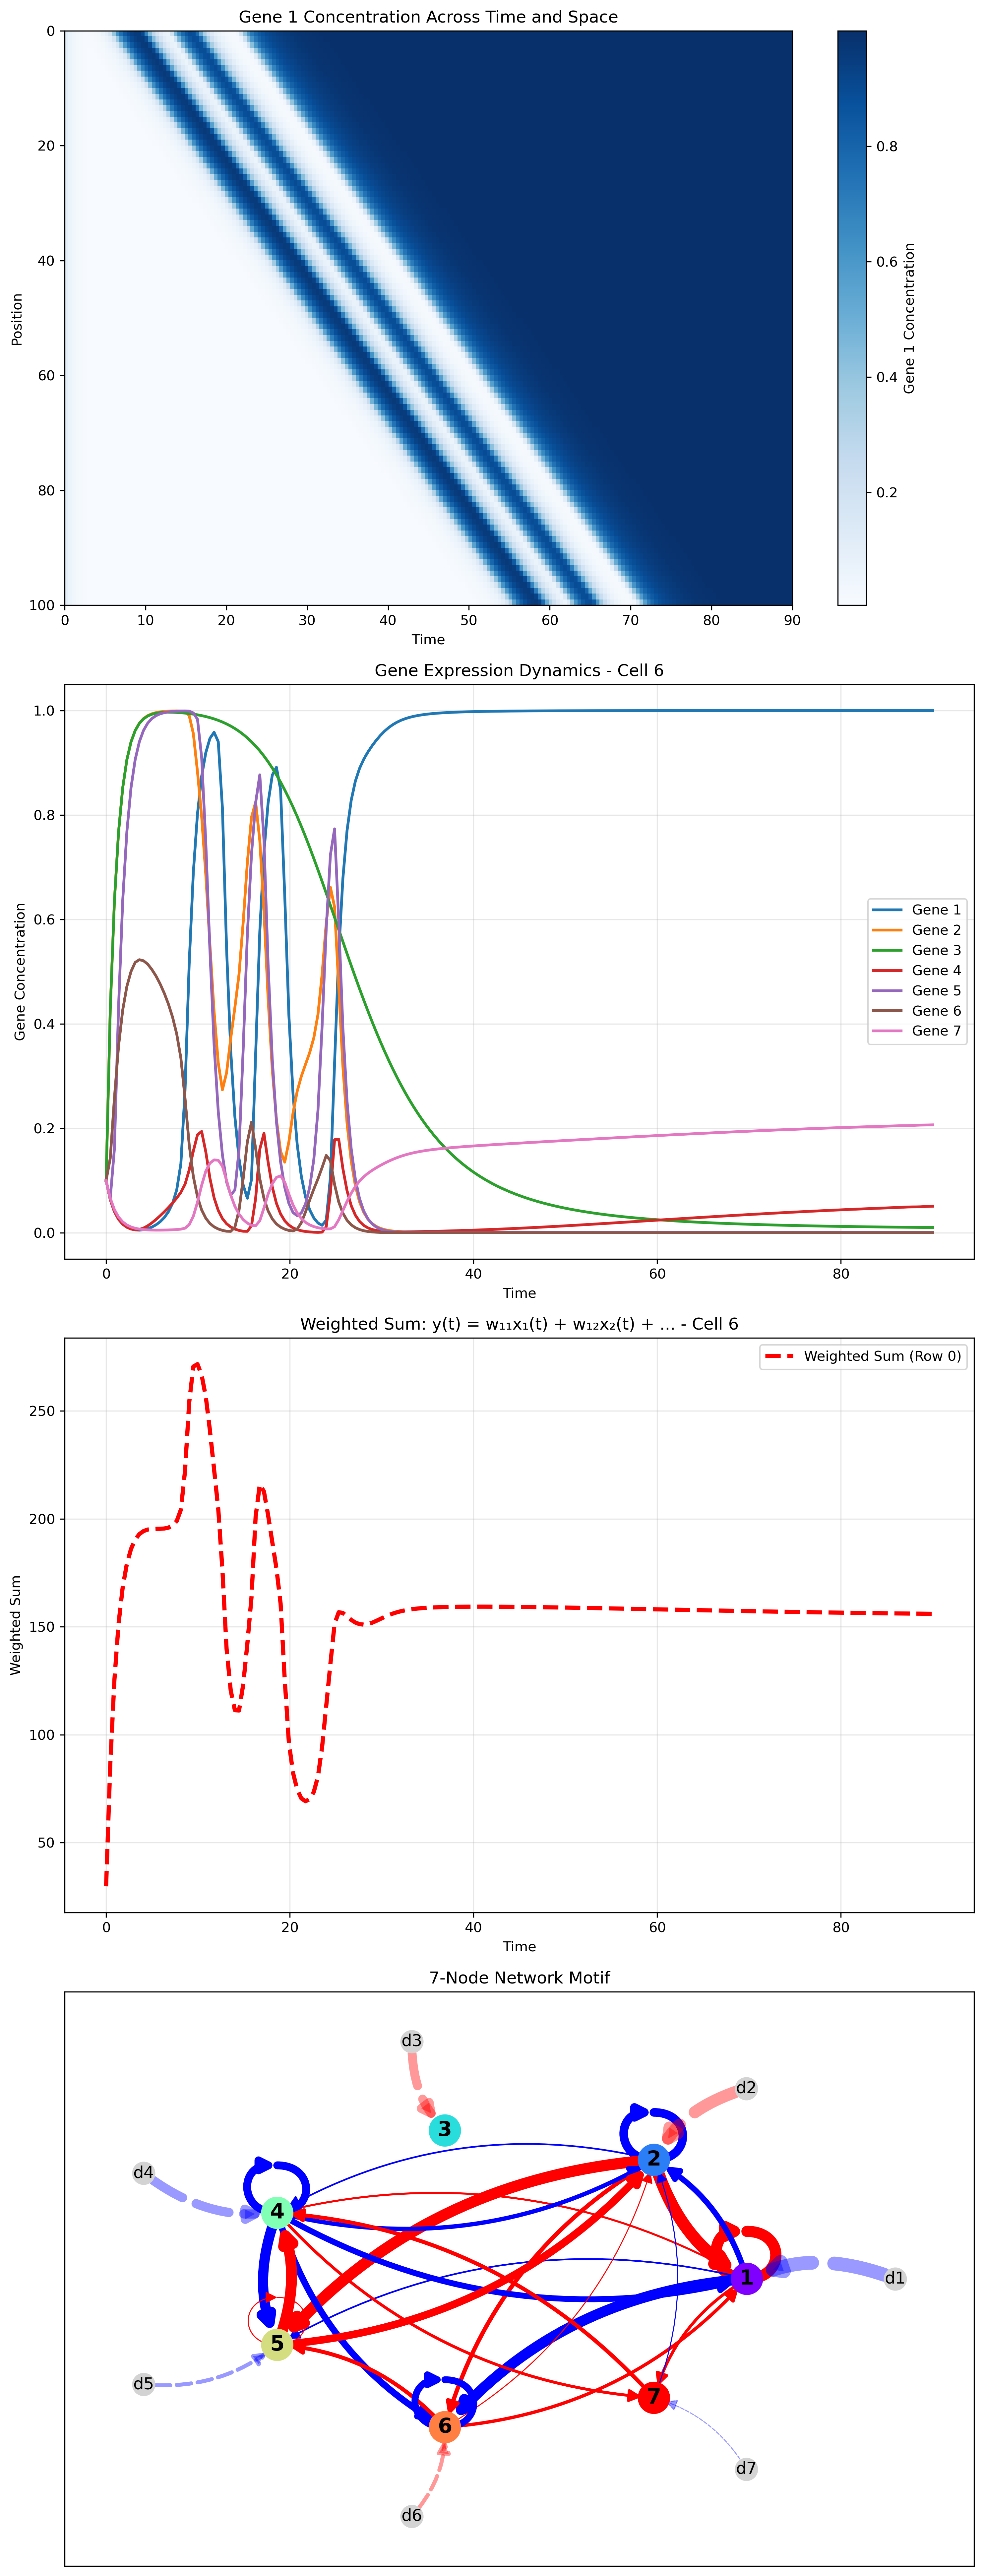 Gene 1 Concentration Across Time and Space
0
20
40
60
80
100
Position
0 10 20 30 40 50 60 70 80 90
Time
0.8
0.6
0.4
0.2
Gene 1 Concentration
Gene Expression Dynamics - Cell 6
1.0
0.8
0.6
0.4
0.2
0.0
Gene Concentration
Gene 1
Gene 2
Gene 3
Gene 4
Gene 5
Gene 6
Gene 7
0 20 40 60 80
Time
Weighted Sum: y(t) = w₁₁x₁(t) + w₁₂x₂(t) + ... - Cell 6
Weighted Sum (Row 0)
250
200
150
100
50
Weighted Sum
0 20 40 60 80
Time
7-Node Network Motif
d3
d2
3
2
d4
4
1
d1
5
d5
7
6
d7
d6